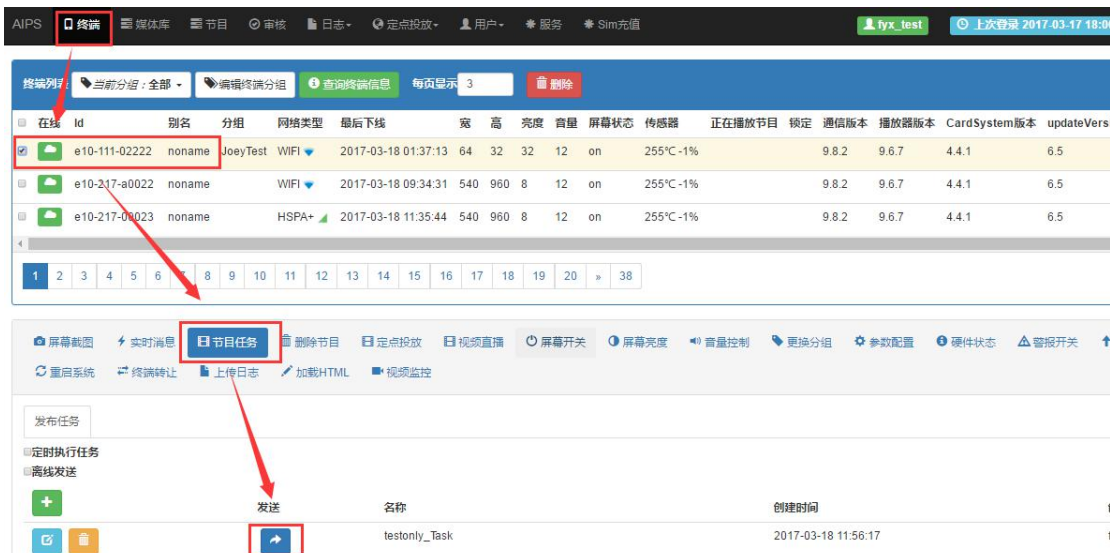 AIPS 终端 媒体库 节目 审核 日志 定点投放 用户 服务 Sim充值 fyx_test 上次登录 2017-03-17 18:0
终端列表 当前分组 : 全部 编辑终端分组 查询终端信息 每页显示 3 删除
在线 Id 别名 分组 网络类型 最后下线 宽 高 亮度 音量 屏幕状态 传感器 正在播放节目 锁定 通信版本 播放器版本 CardSystem版本 updateVers
e10-111-02222 noname JoeyTest WIFI 2017-03-18 01:37:13 64 32 32 12 on 255°C -1% 9.8.2 9.6.7 4.4.1 6.5
e10-217-a0022 noname WIFI 2017-03-18 09:34:31 540 960 8 12 on 255°C -1% 9.8.2 9.6.7 4.4.1 6.5
e10-217-00023 noname HSPA+ 2017-03-18 11:35:44 540 960 8 12 on 255°C -1% 9.8.2 9.6.7 4.4.1 6.5
1 2 3 4 5 6 7 8 9 10 11 12 13 14 15 16 17 18 19 20 » 38
屏幕截图 实时消息 节目任务 删除节目 定点投放 视频直播 屏幕开关 屏幕亮度 音量控制 更换分组 参数配置 硬件状态 警报开关
重启系统 终端转让 上传日志 加载HTML 视频监控
发布任务
定时执行任务
离线发送
发送 名称 创建时间
testonly_Task 2017-03-18 11:56:17